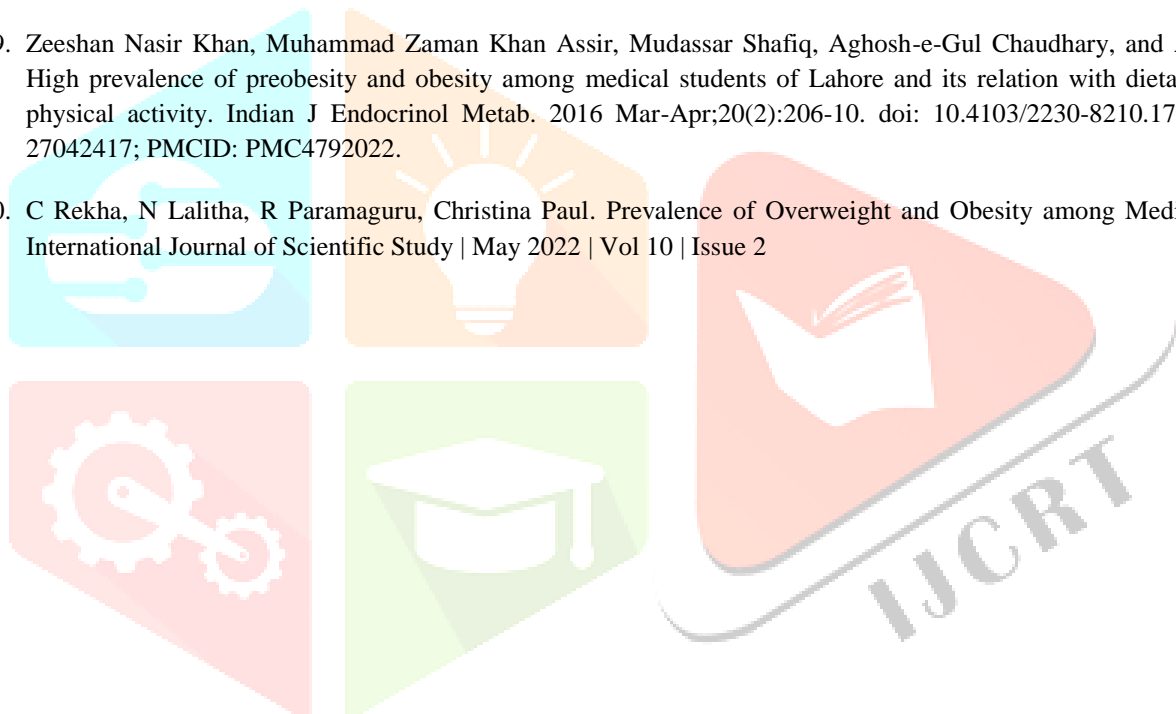 9. Zeeshan Nasir Khan, Muhammad Zaman Khan Assir, Mudassar Shafiq, Aghosh-e-Gul Chaudhary, and
High prevalence of preobesity and obesity among medical students of Lahore and its relation with
physical activity. Indian J Endocrinol Metab. 2016 Mar-Apr;20(2):206-10. doi: 10.4103/2230-8210.17
27042417; PMCID: PMC4792022.
0. C Rekha, N Lalitha, R Paramaguru, Christina Paul. Prevalence of Overweight and Obesity among
International Journal of Scientific Study | May 2022 | Vol 10 | Issue 2
IJCRT